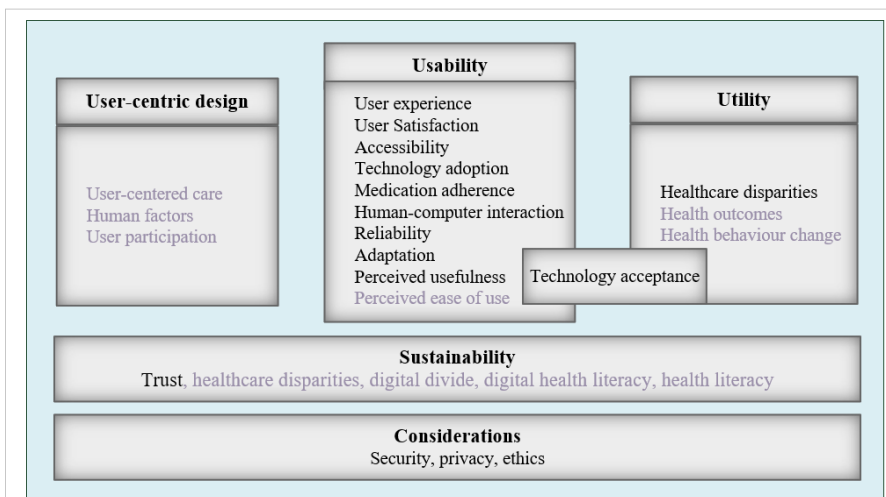 User-centric design
User-centered care
Human factors
User participation
Usability
User experience
User Satisfaction
Accessibility
Technology adoption
Medication adherence
Human-computer interaction
Reliability
Adaptation
Perceived usefulness
Perceived ease of use
Technology acceptance
Utility
Healthcare disparities
Health outcomes
Health behaviour change
Sustainability
Trust, healthcare disparities, digital divide, digital health literacy, health literacy
Considerations
Security, privacy, ethics